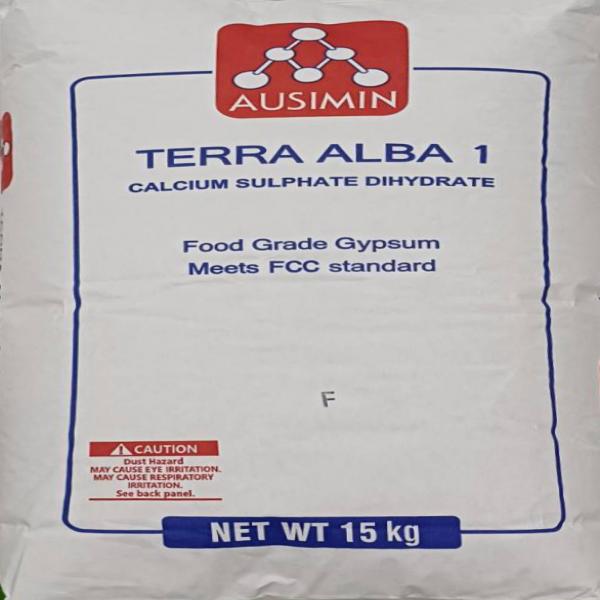 AUSIMIN
TERRA ALBA 1
CALCIUM SULPHATE DIHYDRATE
Food Grade Gypsum
Meets FCC standard
F
CAUTION
Dust Hazard
MAY CAUSE EYE IRRITATION.
MAY CAUSE RESPIRATORY
IRRITATION.
See back panel.
NET WT 15 kg